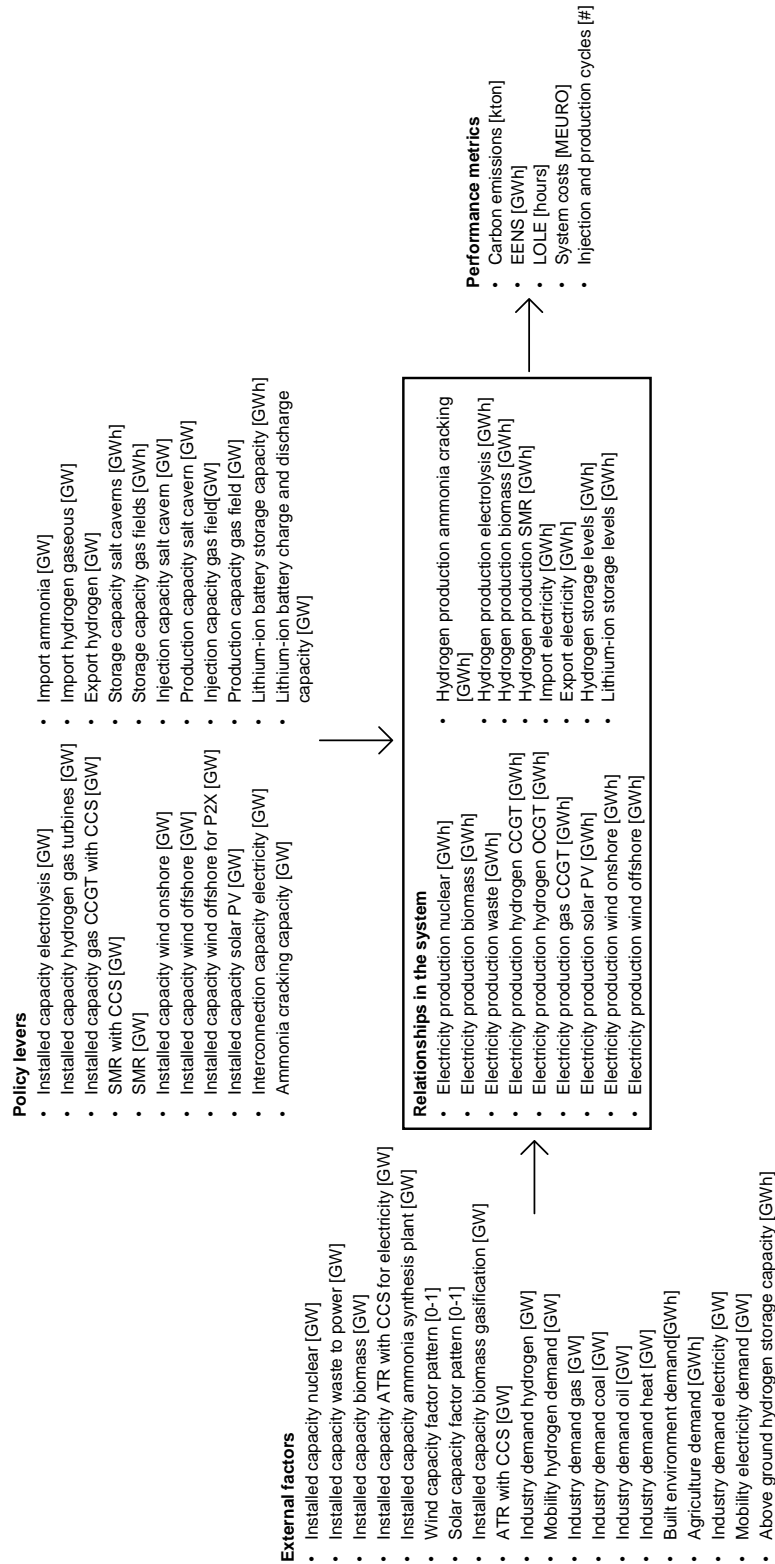 Policy levers
• Installed capacity electrolysis [GW]
• Installed capacity hydrogen gas turbines [GW]
• Installed capacity gas CCGT with CCS [GW]
• SMR with CCS [GW]
• SMR [GW]
• Installed capacity wind onshore [GW]
• Installed capacity wind offshore [GW]
• Installed capacity wind offshore for P2X [GW]
• Installed capacity solar PV [GW]
• Interconnection capacity electricity [GW]
• Ammonia cracking capacity [GW]
• Import ammonia [GW]
• Import hydrogen gaseous [GW]
• Export hydrogen [GW]
• Storage capacity salt caverns [GWh]
• Storage capacity gas fields [GWh]
• Injection capacity salt cavern [GW]
• Production capacity salt cavern [GW]
• Injection capacity gas field[GW]
• Production capacity gas field [GW]
• Lithium-ion battery storage capacity [GWh]
• Lithium-ion battery charge and discharge
capacity [GW]
External factors
• Installed capacity nuclear [GW]
• Installed capacity waste to power [GW]
• Installed capacity biomass [GW]
• Installed capacity ATR with CCS for electricity [GW]
• Installed capacity ammonia synthesis plant [GW]
• Wind capacity factor pattern [0-1]
• Solar capacity factor pattern [0-1]
• Installed capacity biomass gasification [GW]
• ATR with CCS [GW]
• Industry demand hydrogen [GW]
• Mobility hydrogen demand [GW]
• Industry demand gas [GW]
• Industry demand coal [GW]
• Industry demand oil [GW]
• Industry demand heat [GW]
• Built environment demand[GWh]
• Agriculture demand [GWh]
• Industry demand electricity [GW]
• Mobility electricity demand [GW]
• Above ground hydrogen storage capacity [GWh]
Relationships in the system
• Electricity production nuclear [GWh]
• Electricity production biomass [GWh]
• Electricity production waste [GWh]
• Electricity production hydrogen CCGT [GWh]
• Electricity production hydrogen OCGT [GWh]
• Electricity production gas CCGT [GWh]
• Electricity production solar PV [GWh]
• Electricity production wind onshore [GWh]
• Electricity production wind offshore [GWh]
• Hydrogen production ammonia cracking
[GWh]
• Hydrogen production electrolysis [GWh]
• Hydrogen production biomass [GWh]
• Hydrogen production SMR [GWh]
• Import electricity [GWh]
• Export electricity [GWh]
• Hydrogen storage levels [GWh]
• Lithium-ion storage levels [GWh]
Performance metrics
• Carbon emissions [kton]
• EENS [GWh]
• LOLE [hours]
• System costs [MEURO]
• Injection and production cycles [#]